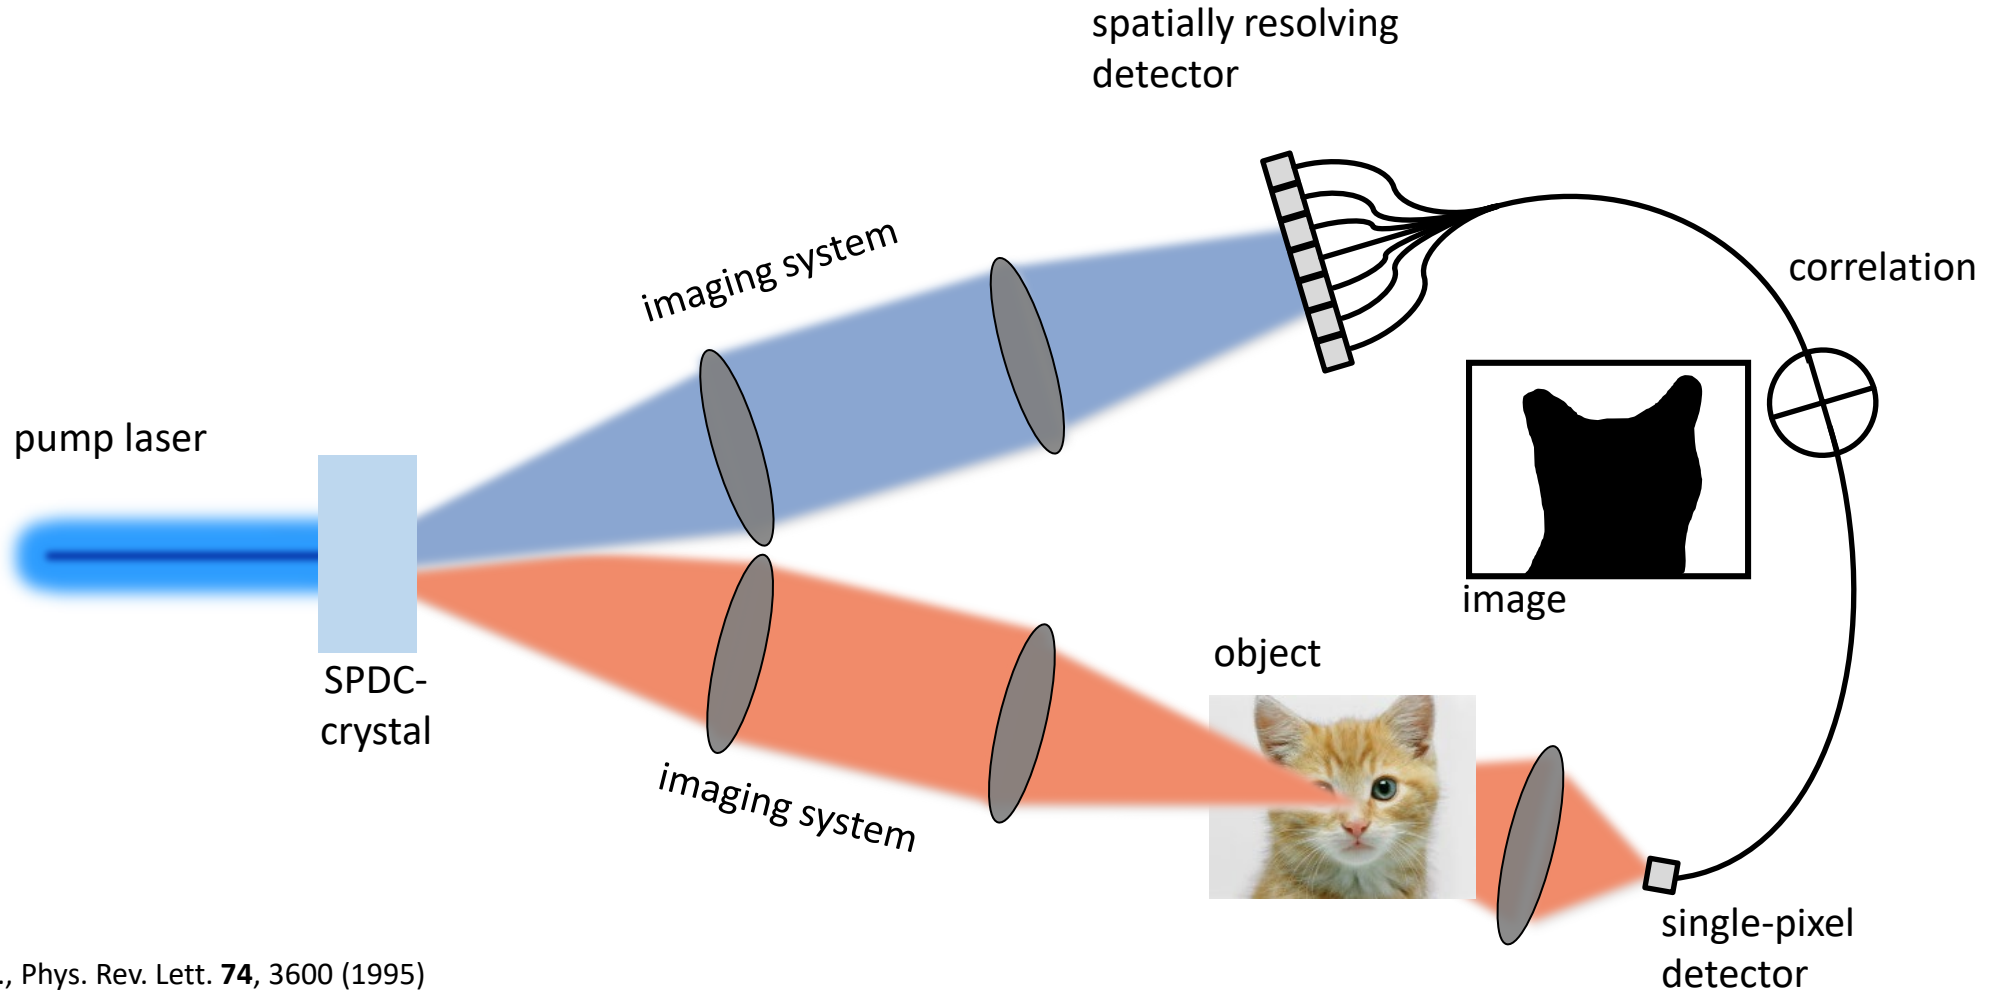 spatially resolving
detector
imaging system
correlation
pump laser
image
object
SPDC-
crystal
imaging system
single-pixel
detector
., Phys. Rev. Lett. 74, 3600 (1995)